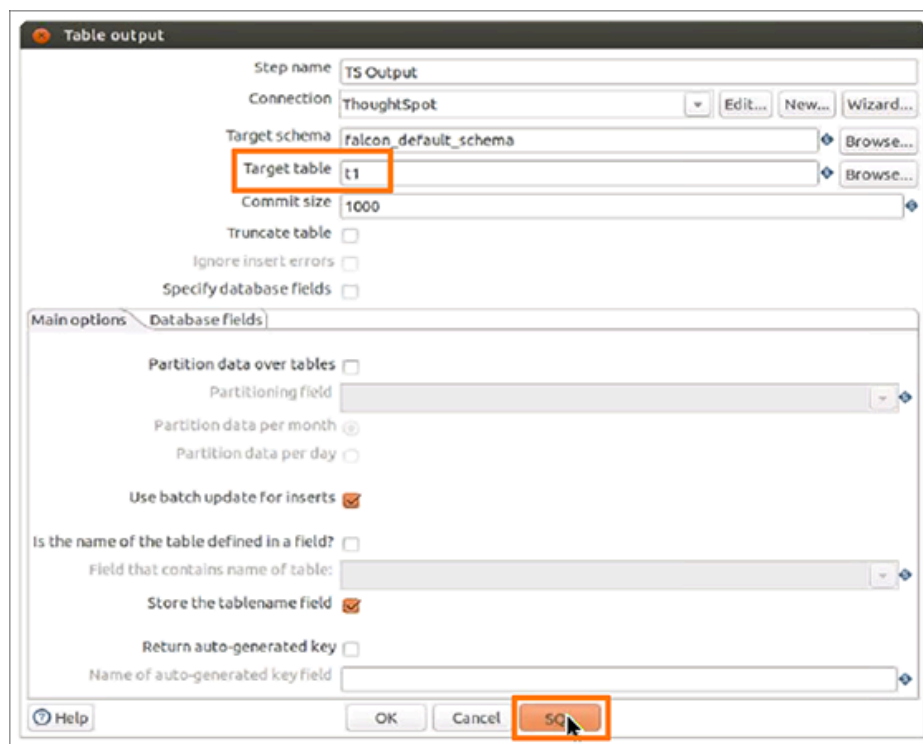 Table output
Step name TS Output
Connection ThoughtSpot Edit... New... Wizard...
Target schema falcon_default_schema Browse...
Target table t1 Browse...
Commit size 1000
Truncate table
Ignore insert errors
Specify database fields
Main options Database fields
Partition data over tables
Partitioning field
Partition data per month
Partition data per day
Use batch update for inserts
Is the name of the table defined in a field?
Field that contains name of table:
Store the tablename field
Return auto-generated key
Name of auto-generated key field
Help OK Cancel